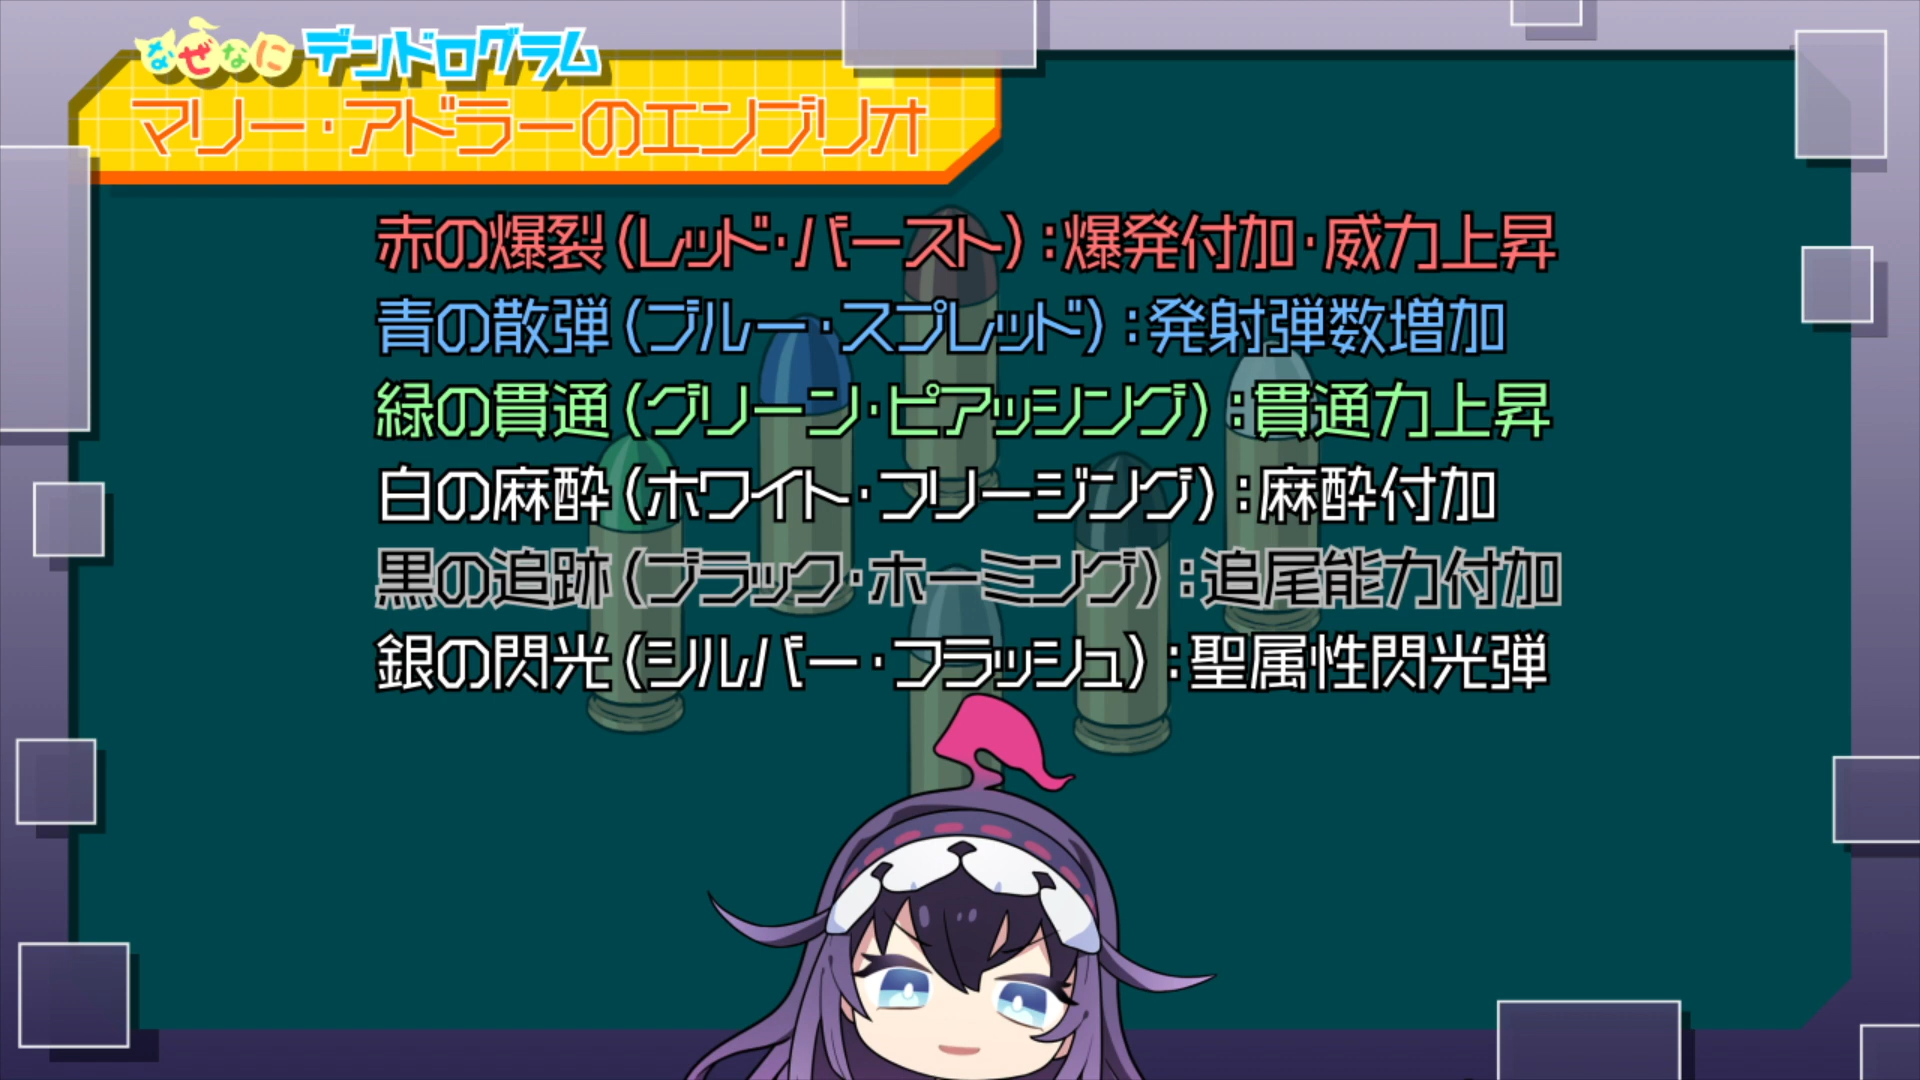 なぜなにデンドログラム
マリー・アドラーのエンブリオ
赤の爆裂(レッド・バースト):爆発付加・威力上昇
青の散弾(ブルー・スプレッド):発射弾数増加
緑の貫通(グリーン・ピアッシング):貫通力上昇
白の麻酔(ホワイト・フリージング):麻酔付加
黒の追跡(ブラック・ホーミング):追尾能力付加
銀の閃光(シルバー・フラッシュ):聖属性閃光弾